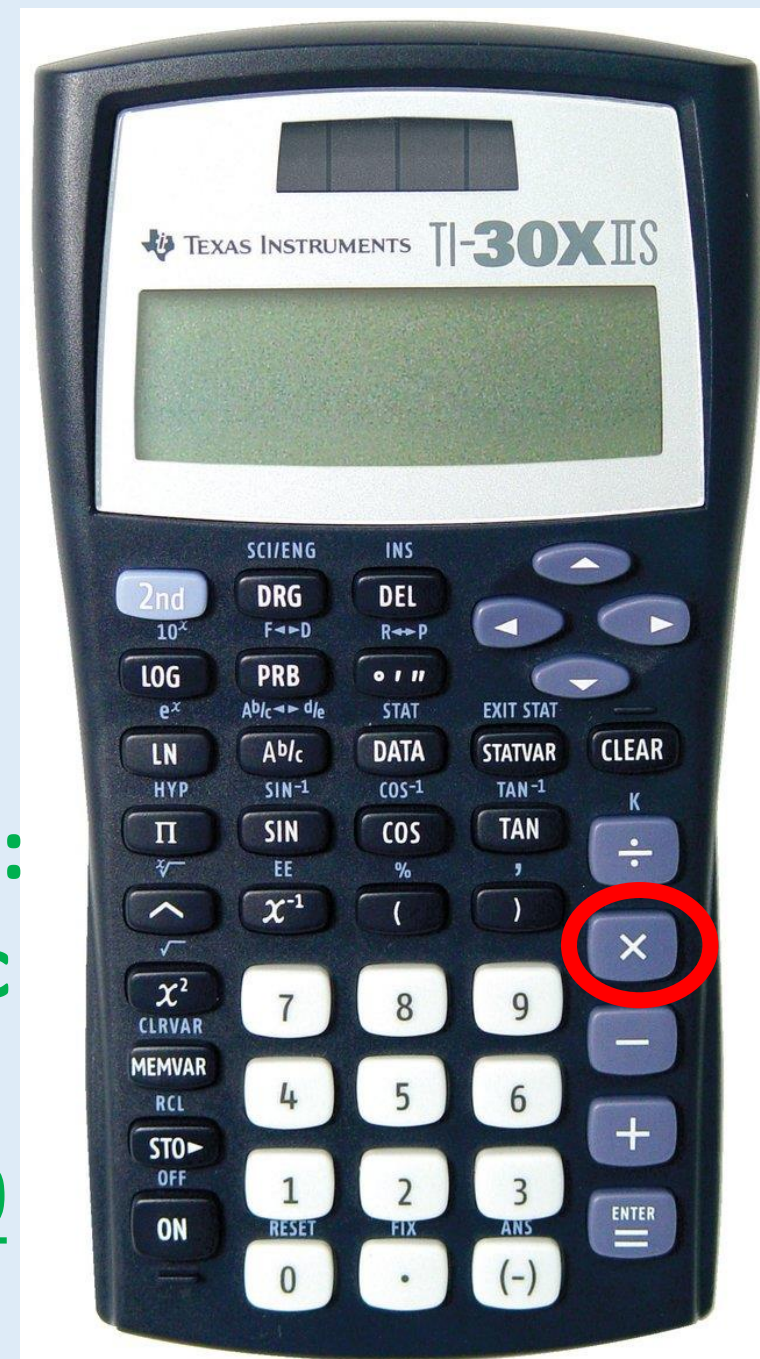 TEXAS INSTRUMENTS TI-30X IIS
SCI/ENG INS
2nd DRG DEL
10ˣ F◄►D R◄►P
LOG PRB ° ' "
eˣ Ab/c◄►d/e STAT EXIT STAT
LN Ab/c DATA STATVAR CLEAR
HYP SIN⁻¹ COS⁻¹ TAN⁻¹ K
Π SIN COS TAN ÷
ˣ√ EE % ,
^ x⁻¹ ( ) ×
√
x² 7 8 9 −
CLRVAR
MEMVAR 4 5 6 +
RCL
STO► 1 2 3 ENTER =
OFF RESET FIX ANS
ON 0 . (-)
:
c